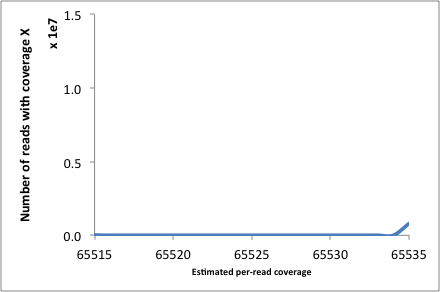 Number of reads with coverage X
x 1e7
1.5
1.0
0.5
0.0
65515 65520 65525 65530 65535
Estimated per-read coverage